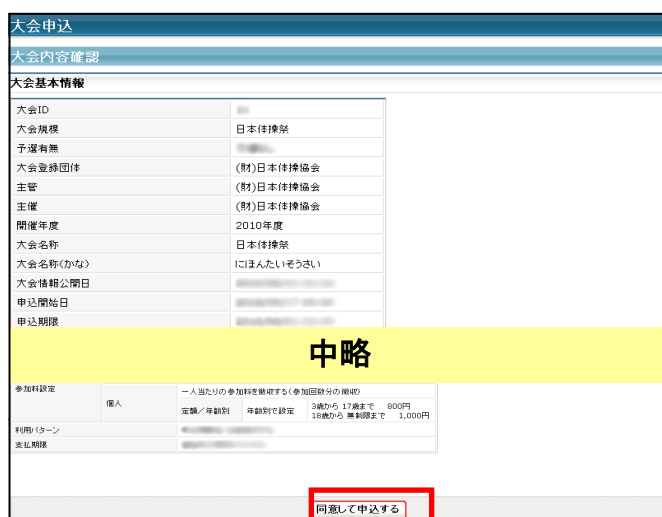 大会申込
大会内容確認
大会基本情報
大会ID
大会規模 日本体操祭
予選有無
大会登録団体 (財)日本体操協会
主管 (財)日本体操協会
主催 (財)日本体操協会
開催年度 2010年度
大会名称 日本体操祭
大会名称(かな) にほんたいそうさい
大会情報公開日
申込開始日
申込期限
中略
参加料設定 個人 一人当たりの参加料を徴収する(参加回数分の徴収)
定額/年齢別 年齢別で設定 3歳から 17歳まで 800円
18歳から 無制限まで 1,000円
利用パターン
支払期限
同意して申込する